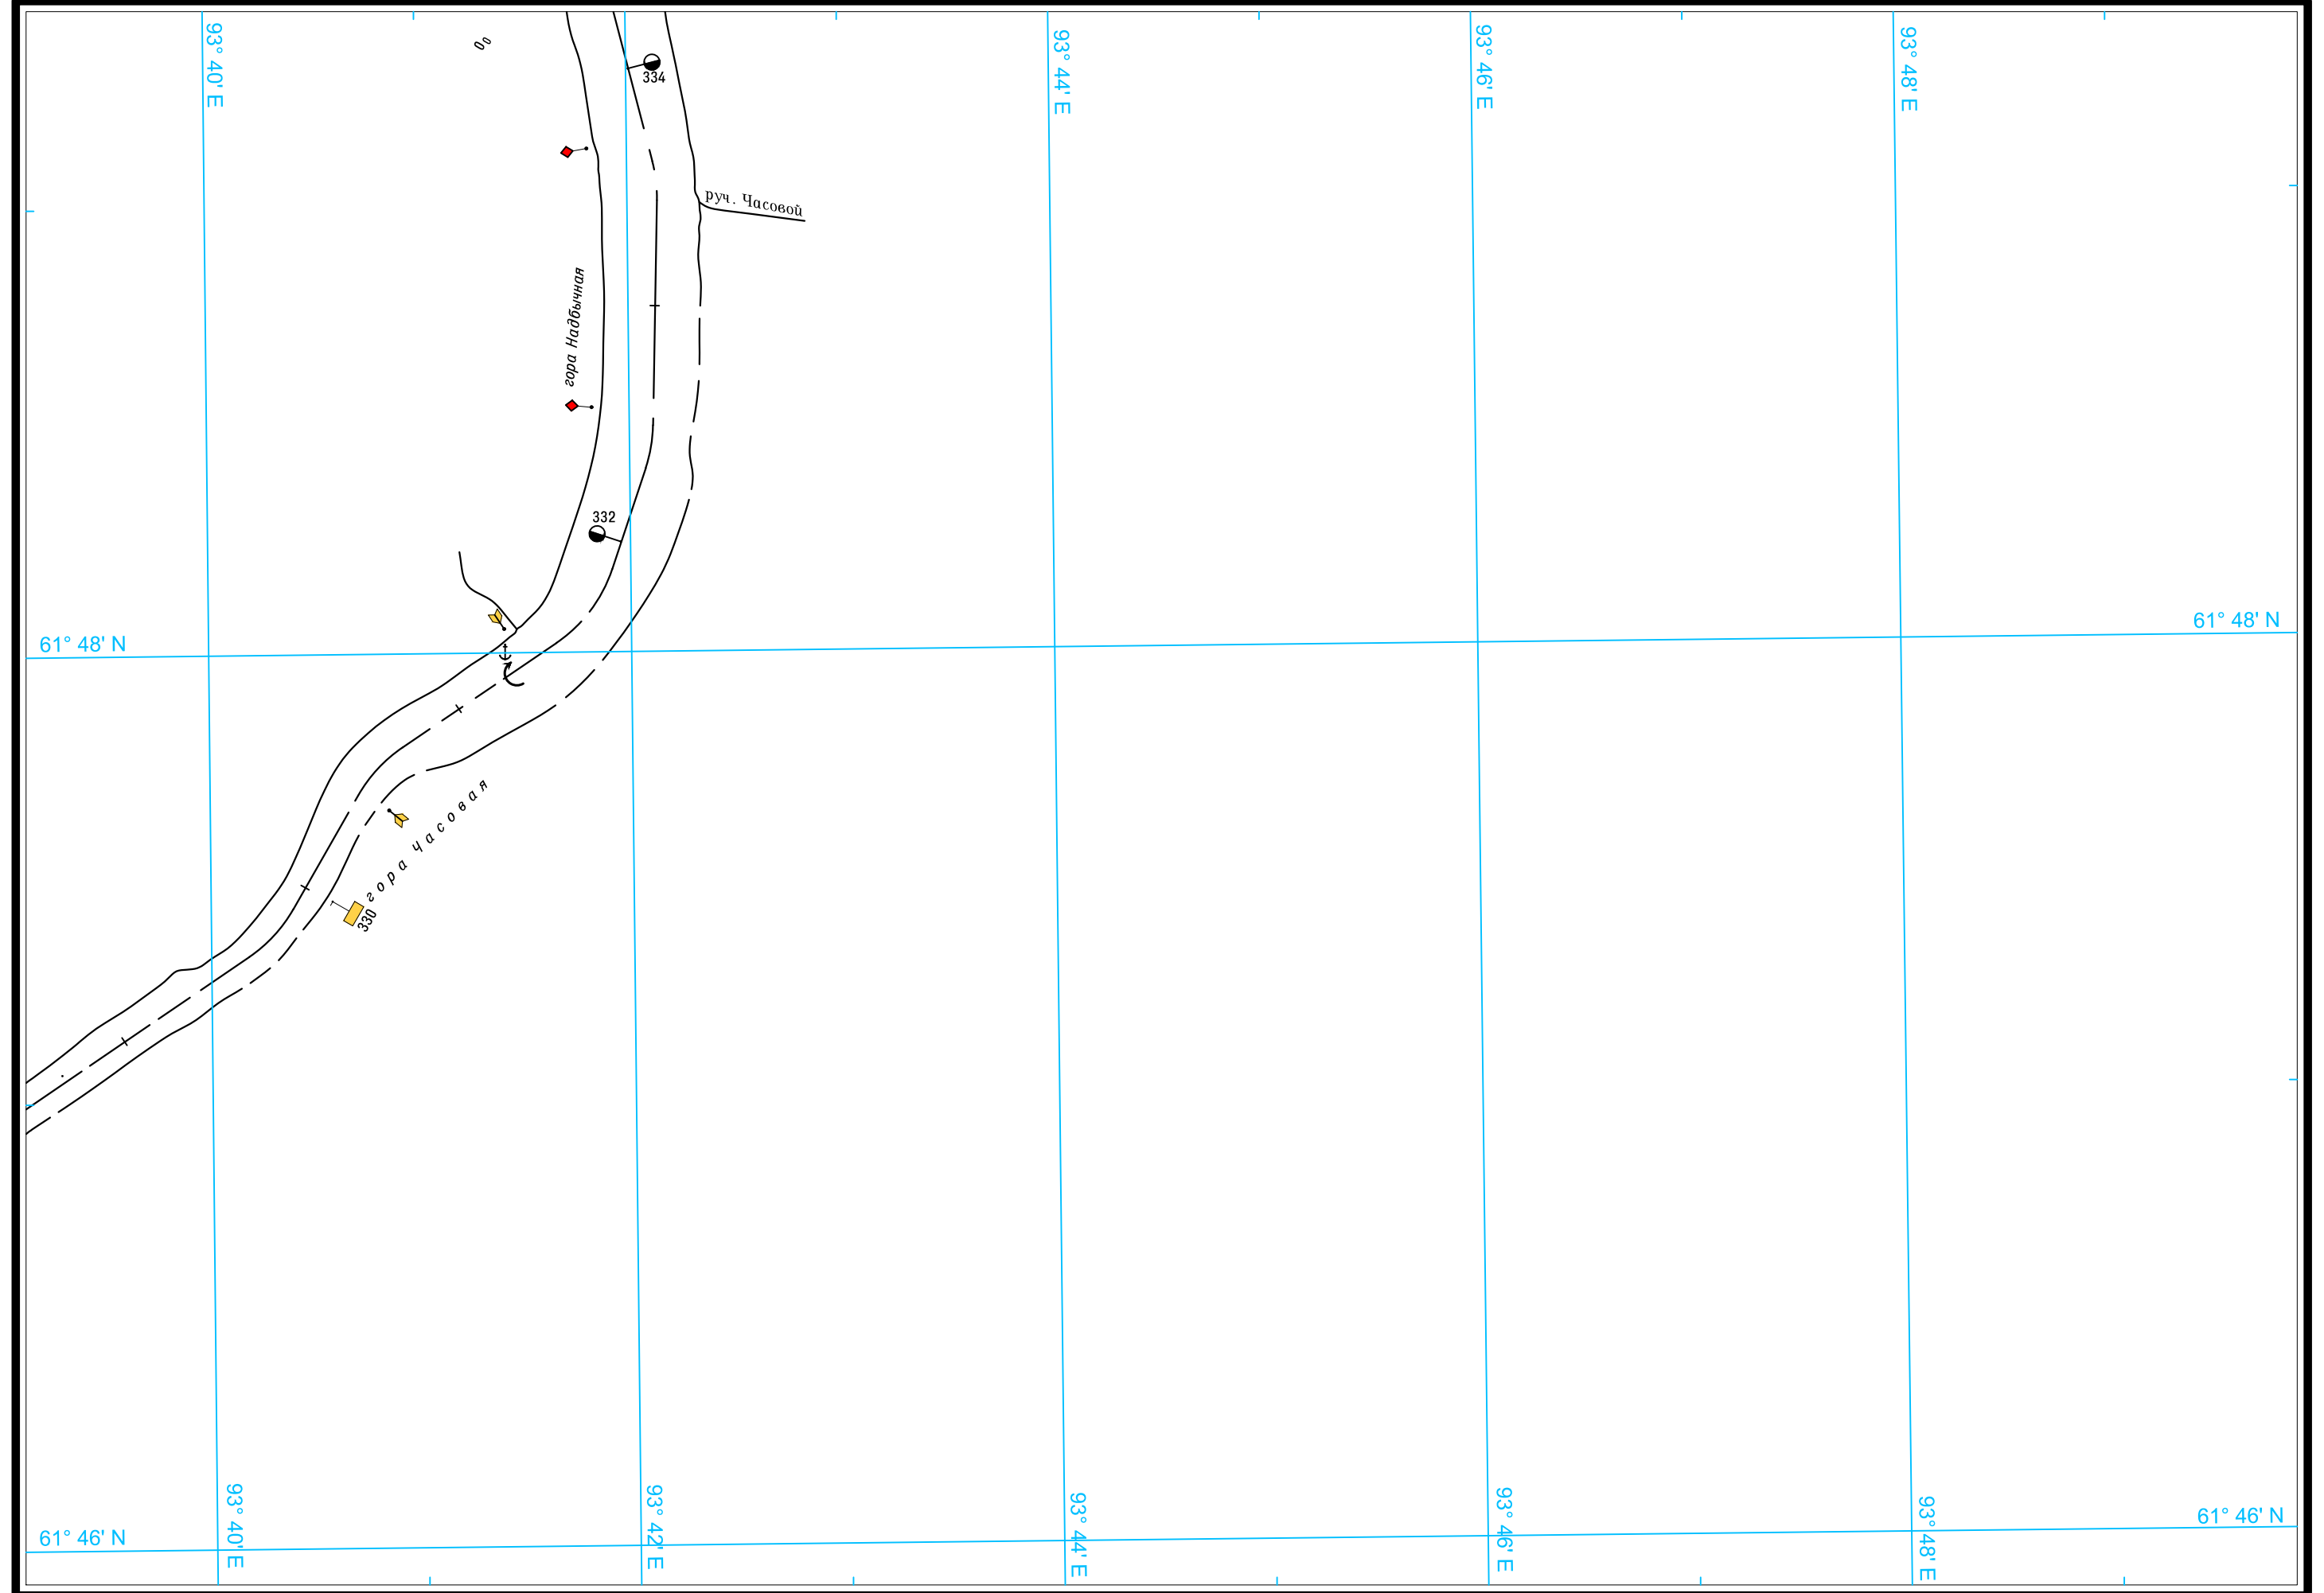 93° 40' E
93° 44' E
93° 46' E
93° 48' E
334
руч. Часовой
гора Надбычная
332
61° 48' N
61° 48' N
гора Часовая
330
93° 40' E
93° 42' E
93° 44' E
93° 46' E
93° 48' E
61° 46' N
61° 46' N